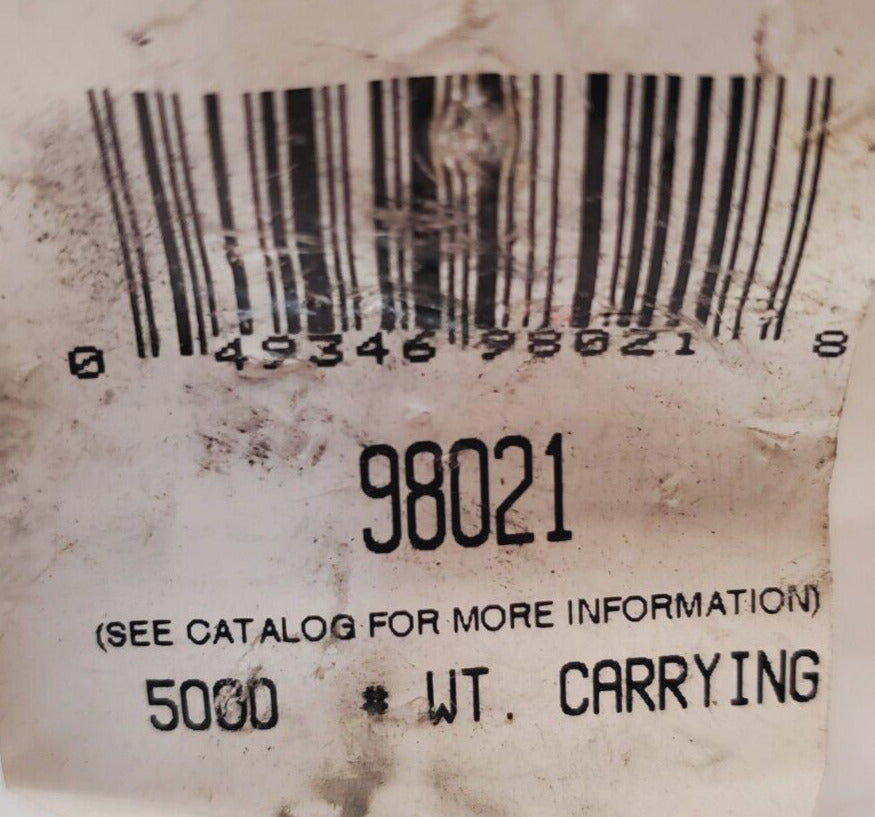 0 49346 98021 8
98021
(SEE CATALOG FOR MORE INFORMATION)
5000 # WT. CARRYING